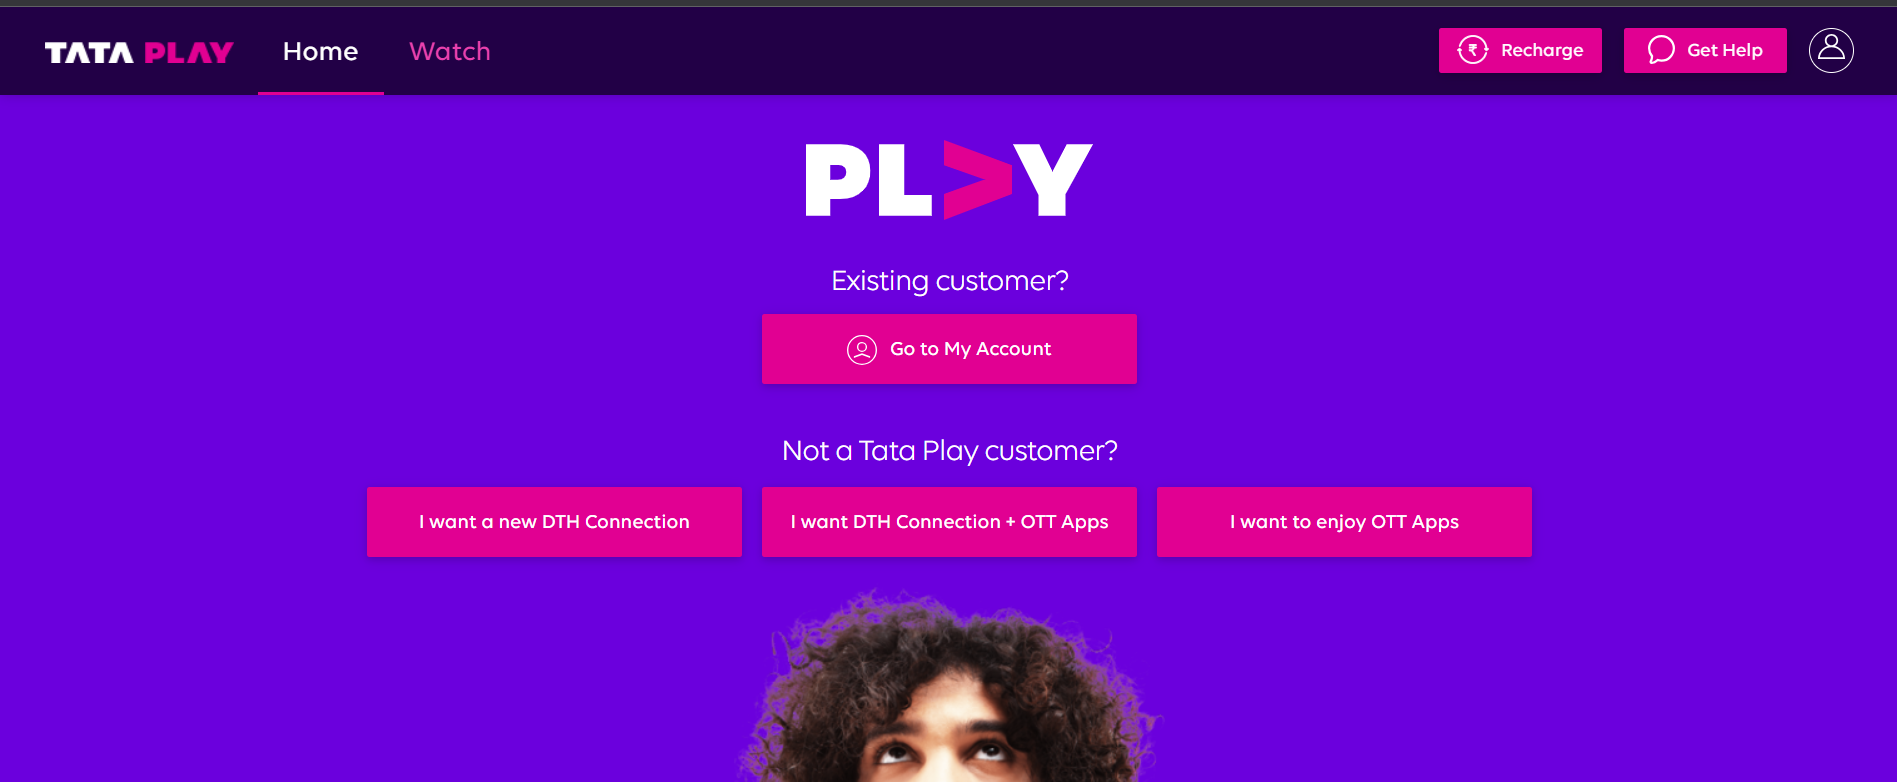 TATA PLAY
Home
Watch
Recharge
Get Help
PLAY
Existing customer?
Go to My Account
Not a Tata Play customer?
I want a new DTH Connection
I want DTH Connection + OTT Apps
I want to enjoy OTT Apps